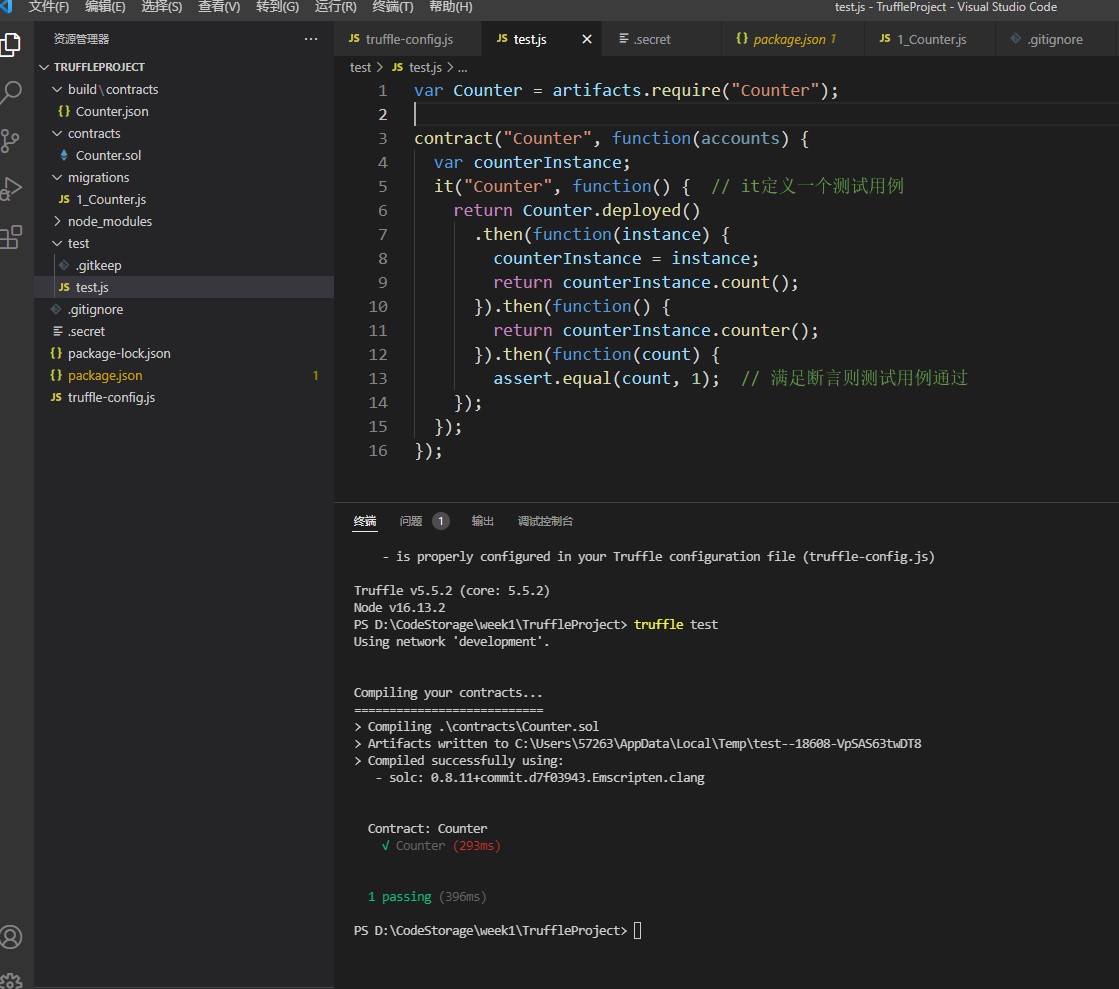 文件(F) 编辑(E) 选择(S) 查看(V) 转到(G) 运行(R) 终端(T) 帮助(H) test.js - TruffleProject - Visual Studio Code
资源管理器 ...
TRUFFLEPROJECT
build\contracts
{} Counter.json
contracts
Counter.sol
migrations
JS 1_Counter.js
node_modules
test
.gitkeep
JS test.js
.gitignore
.secret
{} package-lock.json
{} package.json 1
JS truffle-config.js
JS truffle-config.js JS test.js .secret {} package.json 1 JS 1_Counter.js .gitignore
test > JS test.js > ...
1 var Counter = artifacts.require("Counter");
2
3 contract("Counter", function(accounts) {
4 var counterInstance;
5 it("Counter", function() { // it定义一个测试用例
6 return Counter.deployed()
7 .then(function(instance) {
8 counterInstance = instance;
9 return counterInstance.count();
10 }).then(function() {
11 return counterInstance.counter();
12 }).then(function(count) {
13 assert.equal(count, 1); // 满足断言则测试用例通过
14 });
15 });
16 });
终端 问题 1 输出 调试控制台
- is properly configured in your Truffle configuration file (truffle-config.js)
Truffle v5.5.2 (core: 5.5.2)
Node v16.13.2
PS D:\CodeStorage\week1\TruffleProject> truffle test
Using network 'development'.
Compiling your contracts...
===========================
> Compiling .\contracts\Counter.sol
> Artifacts written to C:\Users\57263\AppData\Local\Temp\test--18608-VpSAS63twDT8
> Compiled successfully using:
- solc: 0.8.11+commit.d7f03943.Emscripten.clang
Contract: Counter
√ Counter (293ms)
1 passing (396ms)
PS D:\CodeStorage\week1\TruffleProject>